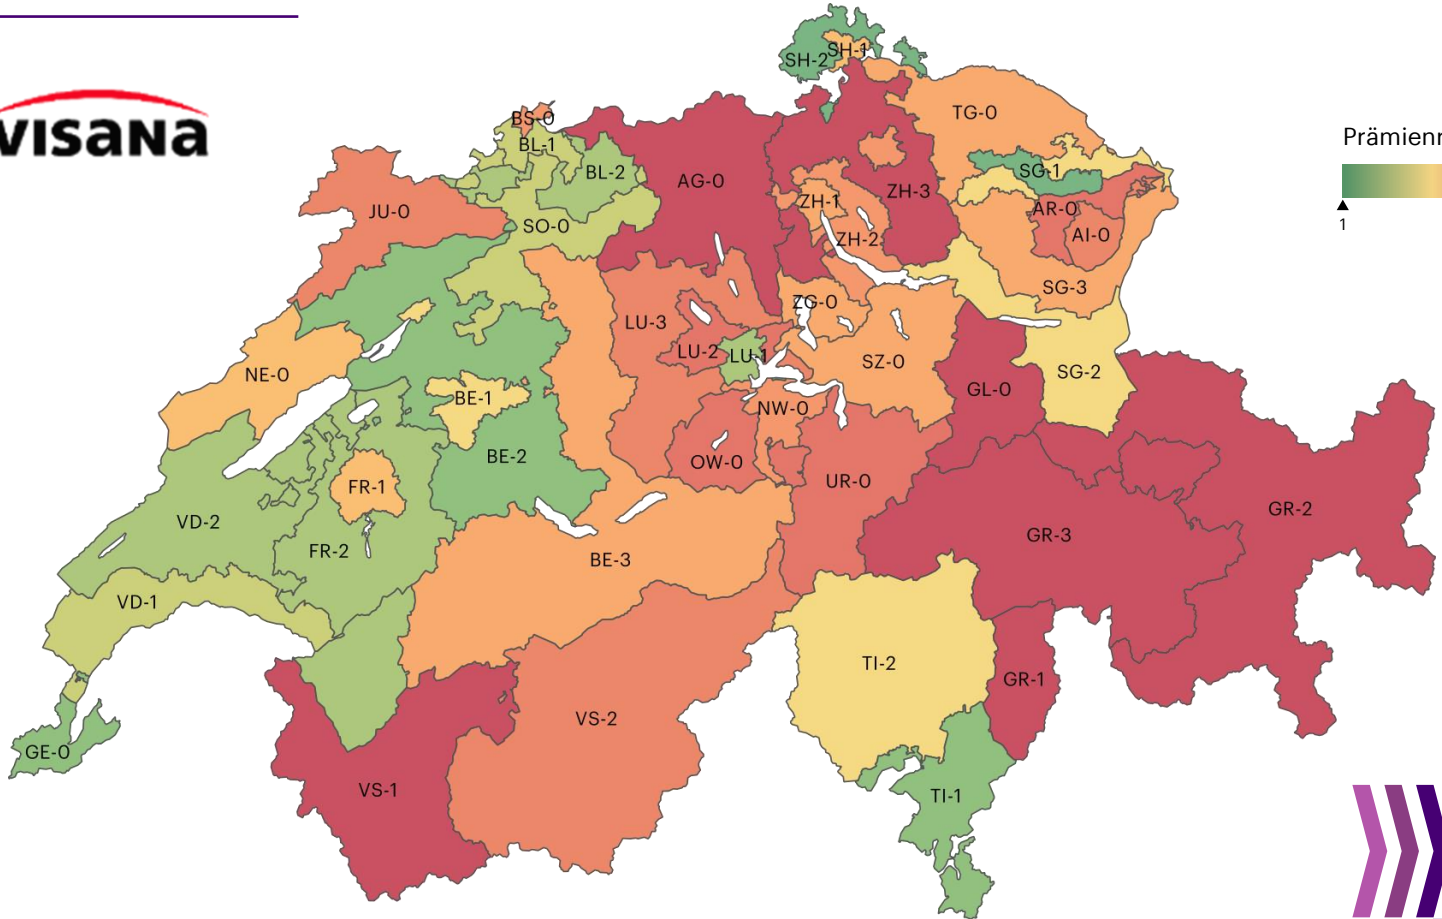 visana
SH-2
SH-1
TG-0
BS-0
BL-1
BL-2
AG-0
ZH-3
ZH-1
ZH-2
SG-1
AR-0
AI-0
SG-3
Prämienr
1
JU-0
SO-0
LU-3
LU-2
LU-1
ZG-0
SZ-0
GL-0
SG-2
NE-0
BE-1
NW-0
BE-2
OW-0
UR-0
FR-1
VD-2
FR-2
BE-3
GR-3
GR-2
VD-1
TI-2
GR-1
VS-2
GE-0
VS-1
TI-1